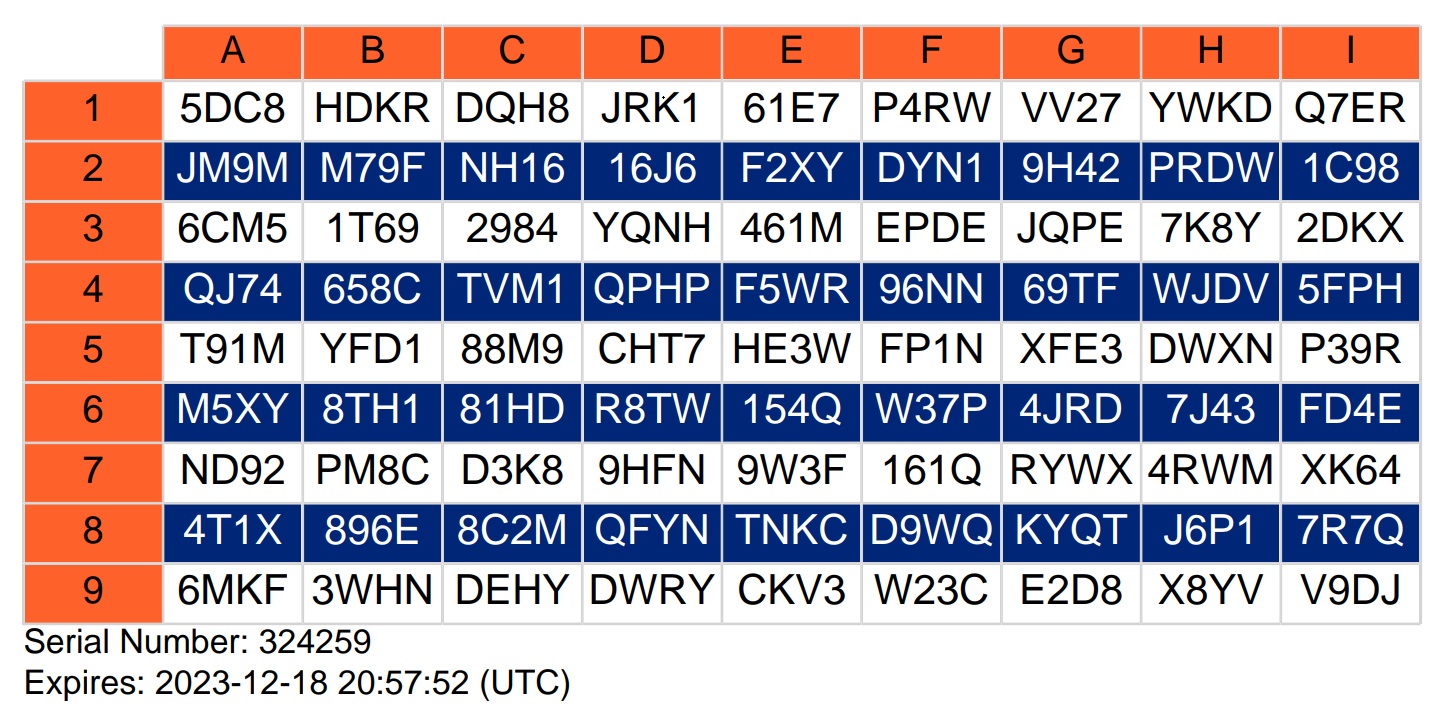 A B C D E F G H I
1 5DC8 HDKR DQH8 JRK1 61E7 P4RW VV27 YWKD Q7ER
2 JM9M M79F NH16 16J6 F2XY DYN1 9H42 PRDW 1C98
3 6CM5 1T69 2984 YQNH 461M EPDE JQPE 7K8Y 2DKX
4 QJ74 658C TVM1 QPHP F5WR 96NN 69TF WJDV 5FPH
5 T91M YFD1 88M9 CHT7 HE3W FP1N XFE3 DWXN P39R
6 M5XY 8TH1 81HD R8TW 154Q W37P 4JRD 7J43 FD4E
7 ND92 PM8C D3K8 9HFN 9W3F 161Q RYWX 4RWM XK64
8 4T1X 896E 8C2M QFYN TNKC D9WQ KYQT J6P1 7R7Q
9 6MKF 3WHN DEHY DWRY CKV3 W23C E2D8 X8YV V9DJ
Serial Number: 324259
Expires: 2023-12-18 20:57:52 (UTC)